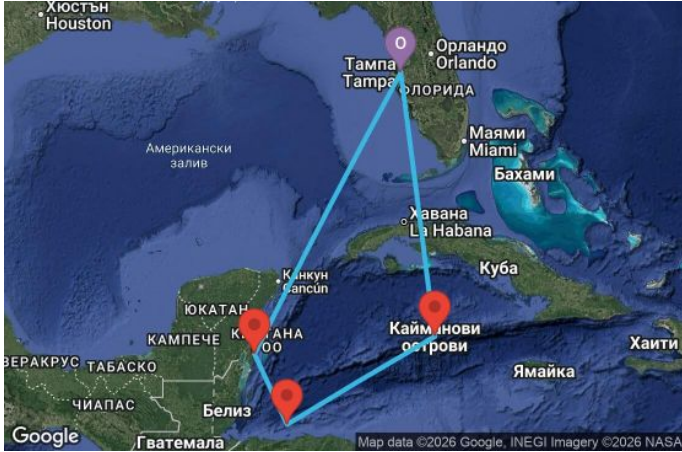 Хюстън
Houston
O
Орландо
Orlando
Тампа
Tampa
ФЛОРИДА
Маями
Miami
Американски
залив
Бахами
Хавана
La Habana
Куба
Канкун
Cancún
ЮКАТАН
КАМПЕЧЕ
Кайманови
острови
Хаити
ВЕРАКРУС
ТАБАСКО
Ямайка
ЧИАПАС
Белиз
Гватемала
Google
Map data ©2026 Google, INEGI Imagery ©2026 NASA